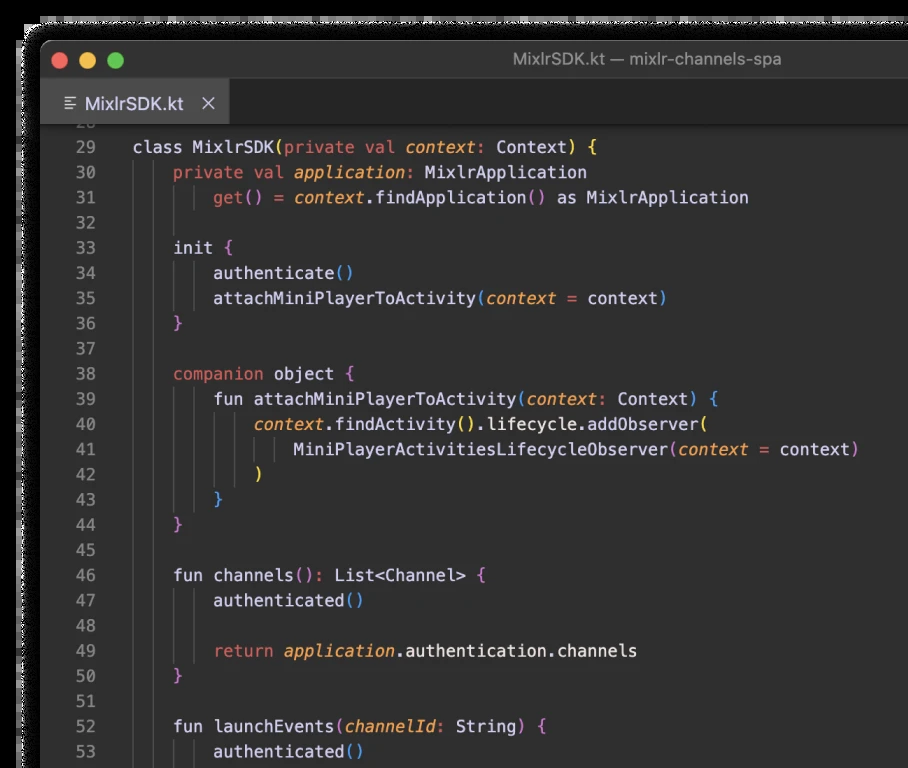 MixlrSDK.kt — mixlr-channels-spa
MixlrSDK.kt
28
29 class MixlrSDK(private val context: Context) {
30 private val application: MixlrApplication
31 get() = context.findApplication() as MixlrApplication
32
33 init {
34 authenticate()
35 attachMiniPlayerToActivity(context = context)
36 }
37
38 companion object {
39 fun attachMiniPlayerToActivity(context: Context) {
40 context.findActivity().lifecycle.addObserver(
41 MiniPlayerActivitiesLifecycleObserver(context = context)
42 )
43 }
44 }
45
46 fun channels(): List<Channel> {
47 authenticated()
48
49 return application.authentication.channels
50 }
51
52 fun launchEvents(channelId: String) {
53 authenticated()